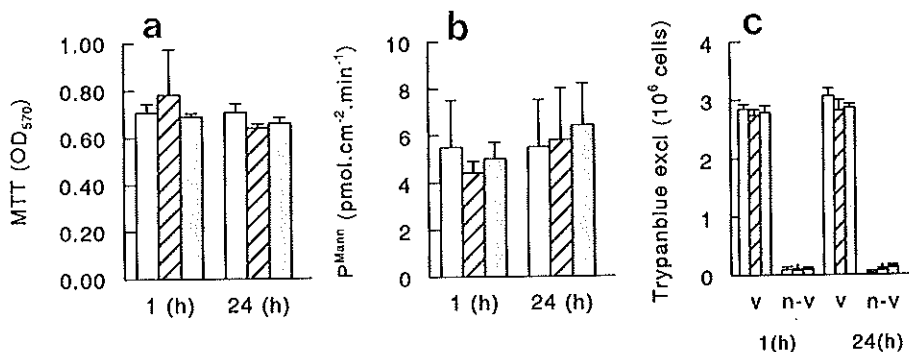 a
MTT (OD₅₇₀)
1.00
0.80
0.60
0.40
0.20
0.00
1 (h)
24 (h)
b
Pᴹᵃⁿⁿ (pmol.cm⁻².min⁻¹)
10
8
6
4
2
0
1 (h)
24 (h)
c
Trypanblue excl (10⁶ cells)
4
3
2
1
0
v
n-v
v
n-v
1(h)
24(h)